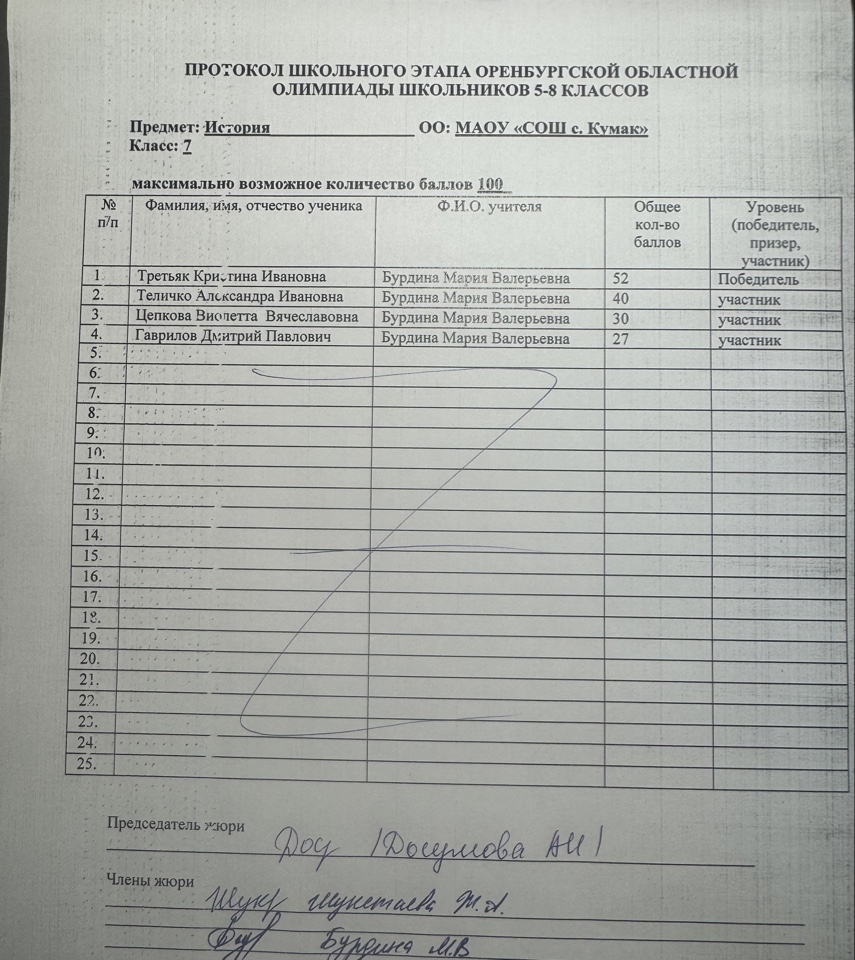 ПРОТОКОЛ ШКОЛЬНОГО ЭТАПА ОРЕНБУРГСКОЙ ОБЛАСТНОЙ
ОЛИМПИАДЫ ШКОЛЬНИКОВ 5-8 КЛАССОВ
Предмет: История ОО: МАОУ «СОШ с. Кумак»
Класс: 7
максимально возможное количество баллов 100
№ п/п Фамилия, имя, отчество ученика Ф.И.О. учителя Общее кол-во баллов Уровень (победитель, призер, участник)
1. Третьяк Кристина Ивановна Бурдина Мария Валерьевна 52 Победитель
2. Теличко Александра Ивановна Бурдина Мария Валерьевна 40 участник
3. Цепкова Виолетта Вячеславовна Бурдина Мария Валерьевна 30 участник
4. Гаврилов Дмитрий Павлович Бурдина Мария Валерьевна 27 участник
5.
6.
7.
8.
9.
10.
11.
12.
13.
14.
15.
16.
17.
18.
19.
20.
21.
22.
23.
24.
25.
Председатель жюри
Дос /Досумова АИ/
Члены жюри
Шукр Шукстаева Ж.А.
Бурдина М.В